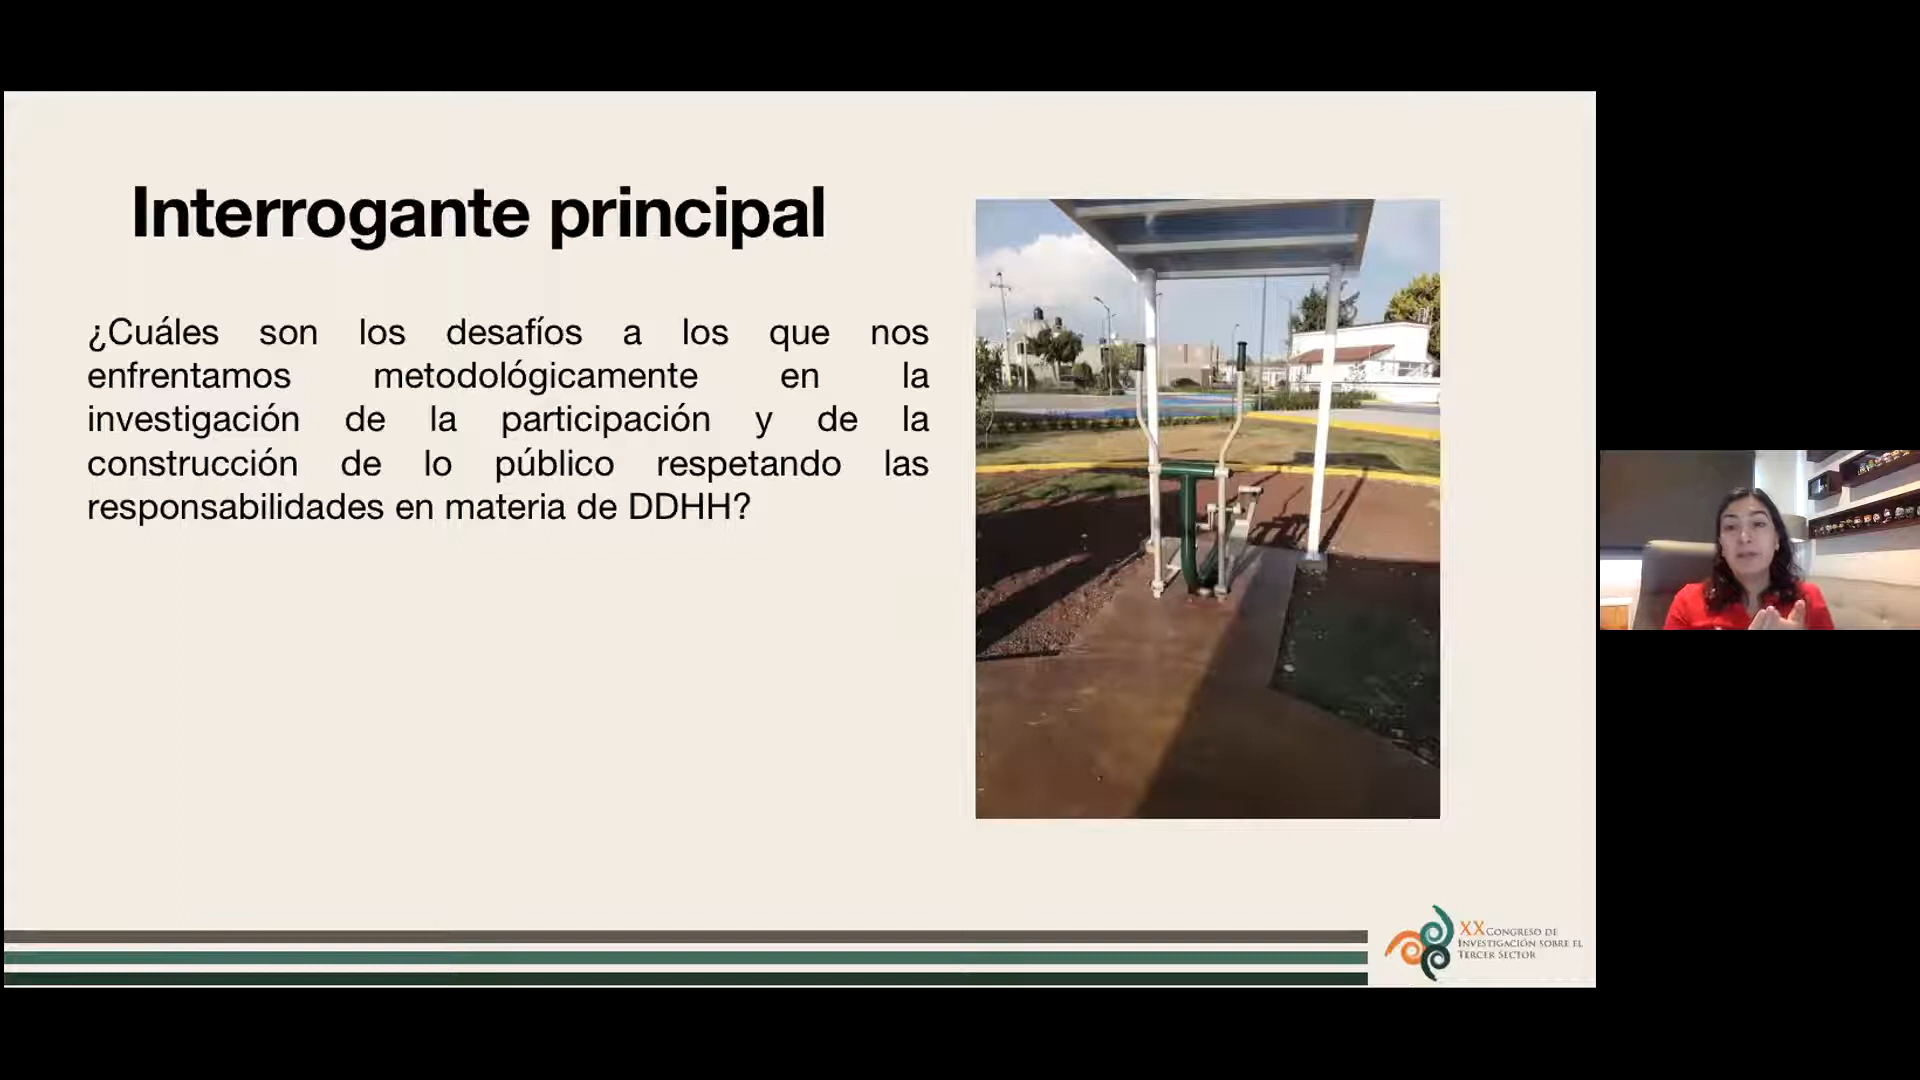 Interrogante principal
¿Cuáles son los desafíos a los que nos
enfrentamos metodológicamente en la
investigación de la participación y de la
construcción de lo público respetando las
responsabilidades en materia de DDHH?
XX CONGRESO DE
INVESTIGACIÓN SOBRE EL
TERCER SECTOR